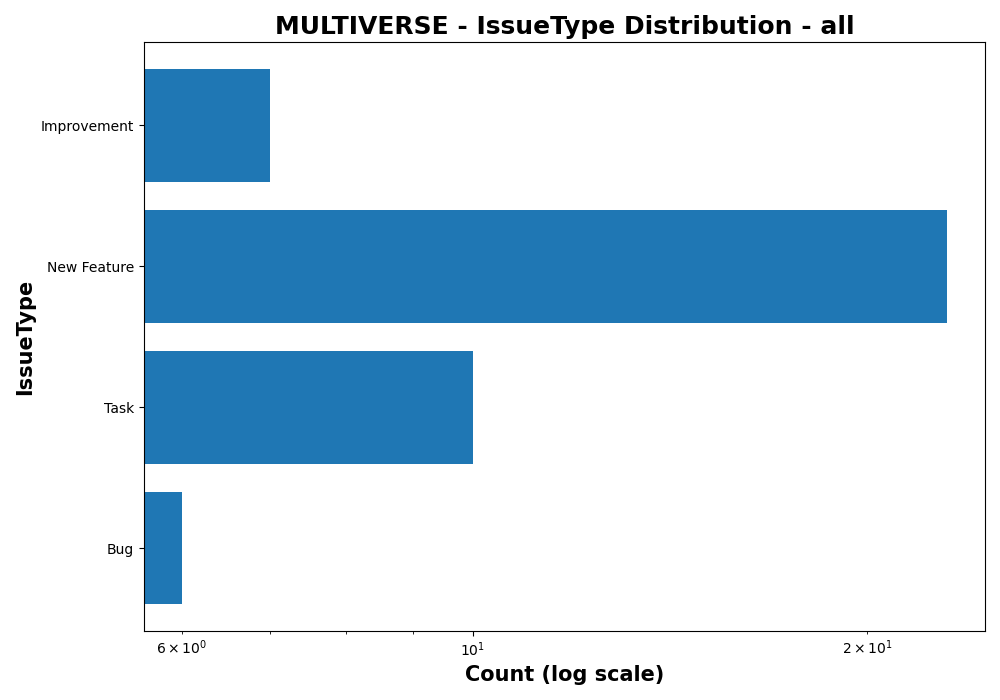 MULTIVERSE - IssueType Distribution - all
Improvement
New Feature
Task
Bug
IssueType
6 × 10⁰
10¹
2 × 10¹
Count (log scale)